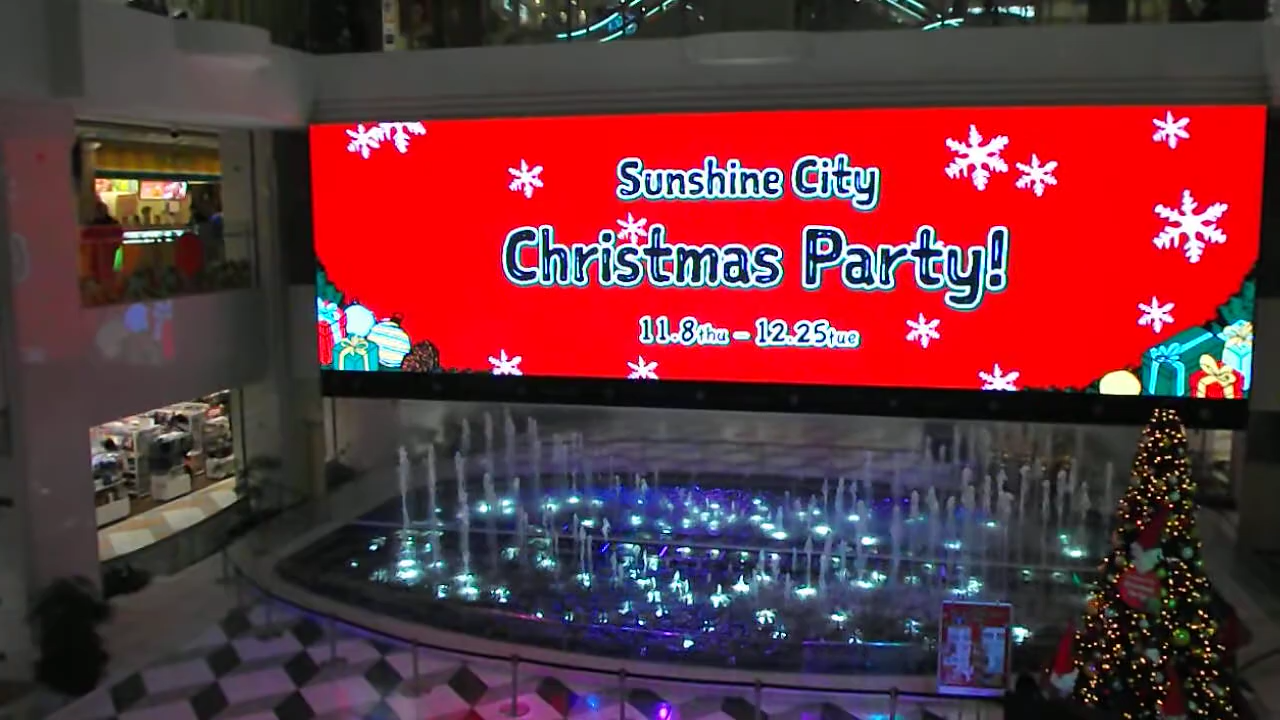 Sunshine City
Christmas Party!
11.8thu – 12.25tue